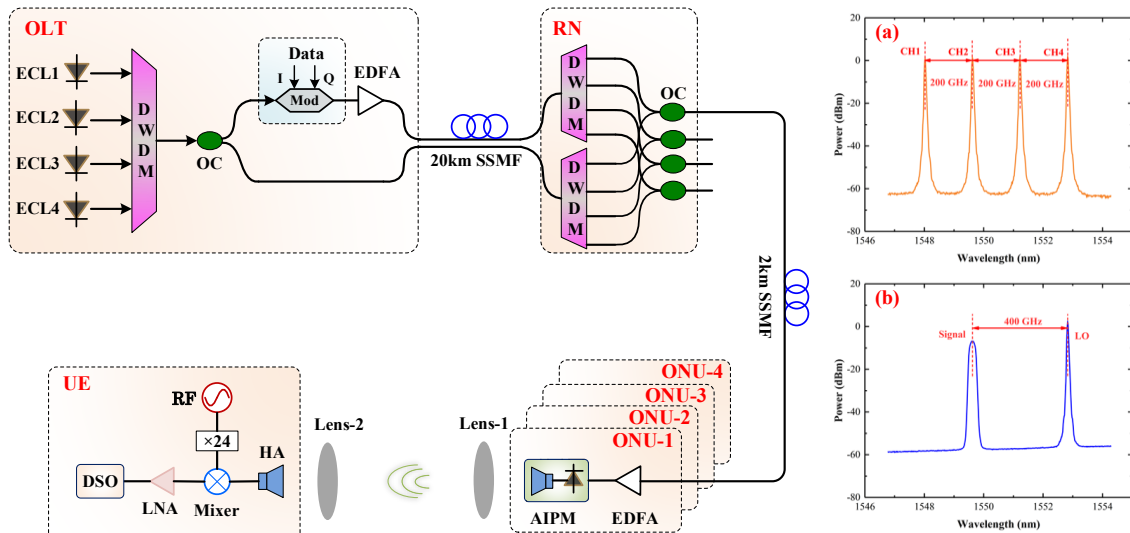 OLT
ECL1
ECL2
ECL3
ECL4
DWDM
OC
Data
I
Q
Mod
EDFA
20km SSMF
RN
DWDM
DWDM
OC
2km SSMF
ONU-4
ONU-3
ONU-2
ONU-1
AIPM
EDFA
Lens-1
Lens-2
UE
RF
×24
HA
DSO
LNA
Mixer
(a)
CH1
CH2
CH3
CH4
200 GHz
200 GHz
200 GHz
Power (dBm)
20
0
-20
-40
-60
-80
1546
1548
1550
1552
1554
Wavelength (nm)
(b)
400 GHz
Signal
LO
Power (dBm)
20
0
-20
-40
-60
-80
1546
1548
1550
1552
1554
Wavelength (nm)